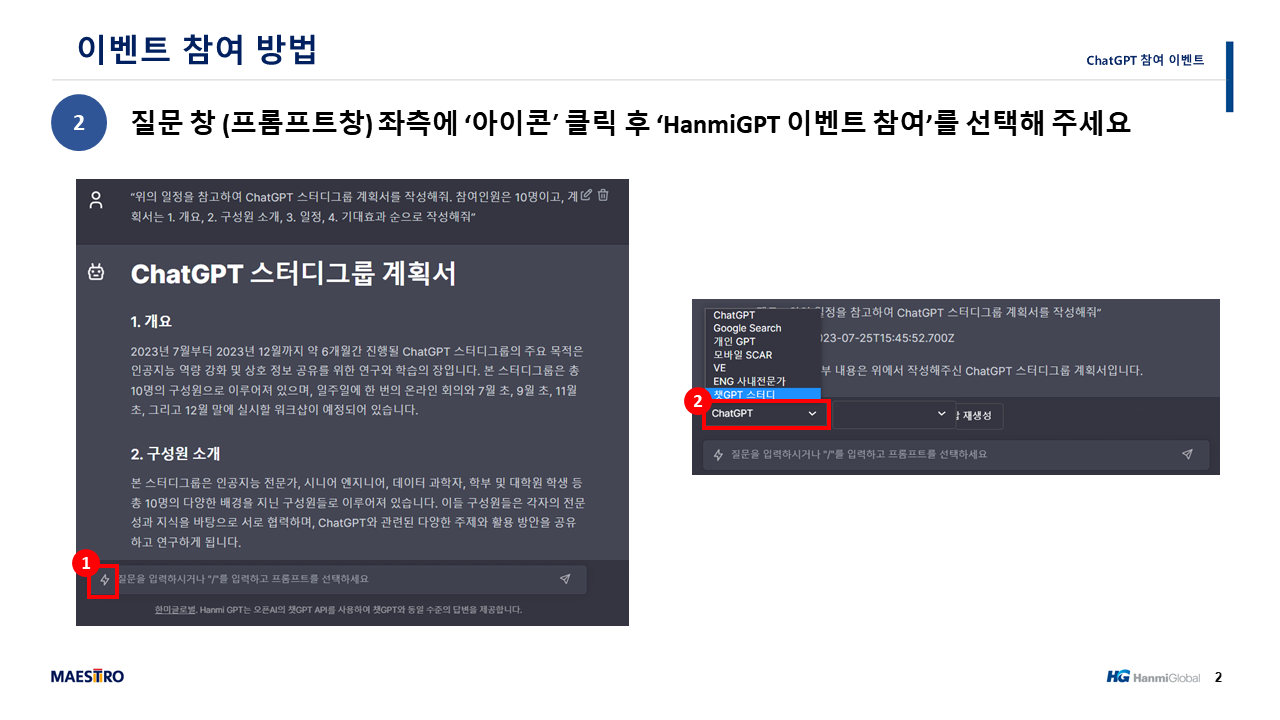 이벤트 참여 방법
ChatGPT 참여 이벤트
2
질문 창 (프롬프트창) 좌측에 ‘아이콘’ 클릭 후 ‘HanmiGPT 이벤트 참여’를 선택해 주세요
“위의 일정을 참고하여 ChatGPT 스터디그룹 계획서를 작성해줘. 참여인원은 10명이고, 계
획서는 1. 개요, 2. 구성원 소개, 3. 일정, 4. 기대효과 순으로 작성해줘”
ChatGPT 스터디그룹 계획서
1. 개요
2023년 7월부터 2023년 12월까지 약 6개월간 진행될 ChatGPT 스터디그룹의 주요 목적은
인공지능 역량 강화 및 상호 정보 공유를 위한 연구와 학습의 장입니다. 본 스터디그룹은 총
10명의 구성원으로 이루어져 있으며, 일주일에 한 번의 온라인 회의와 7월 초, 9월 초, 11월
초, 그리고 12월 말에 실시할 워크샵이 예정되어 있습니다.
2. 구성원 소개
본 스터디그룹은 인공지능 전문가, 시니어 엔지니어, 데이터 과학자, 학부 및 대학원 학생 등
총 10명의 다양한 배경을 지닌 구성원들로 이루어져 있습니다. 이들 구성원들은 각자의 전문
성과 지식을 바탕으로 서로 협력하며, ChatGPT와 관련된 다양한 주제와 활용 방안을 공유
하고 연구하게 됩니다.
1
질문을 입력하시거나 "/"를 입력하고 프롬프트를 선택하세요
한미글로벌. Hanmi GPT는 오픈AI의 챗GPT API를 사용하여 챗GPT와 동일 수준의 답변을 제공합니다.
일정을 참고하여 ChatGPT 스터디그룹 계획서를 작성해줘”
ChatGPT
Google Search
개인 GPT
모바일 SCAR
VE
ENG 사내전문가
챗GPT 스터디
023-07-25T15:45:52.700Z
부 내용은 위에서 작성해주신 ChatGPT 스터디그룹 계획서입니다.
2
ChatGPT
재생성
질문을 입력하시거나 "/"를 입력하고 프롬프트를 선택하세요
MAESTRO
HG HanmiGlobal
2